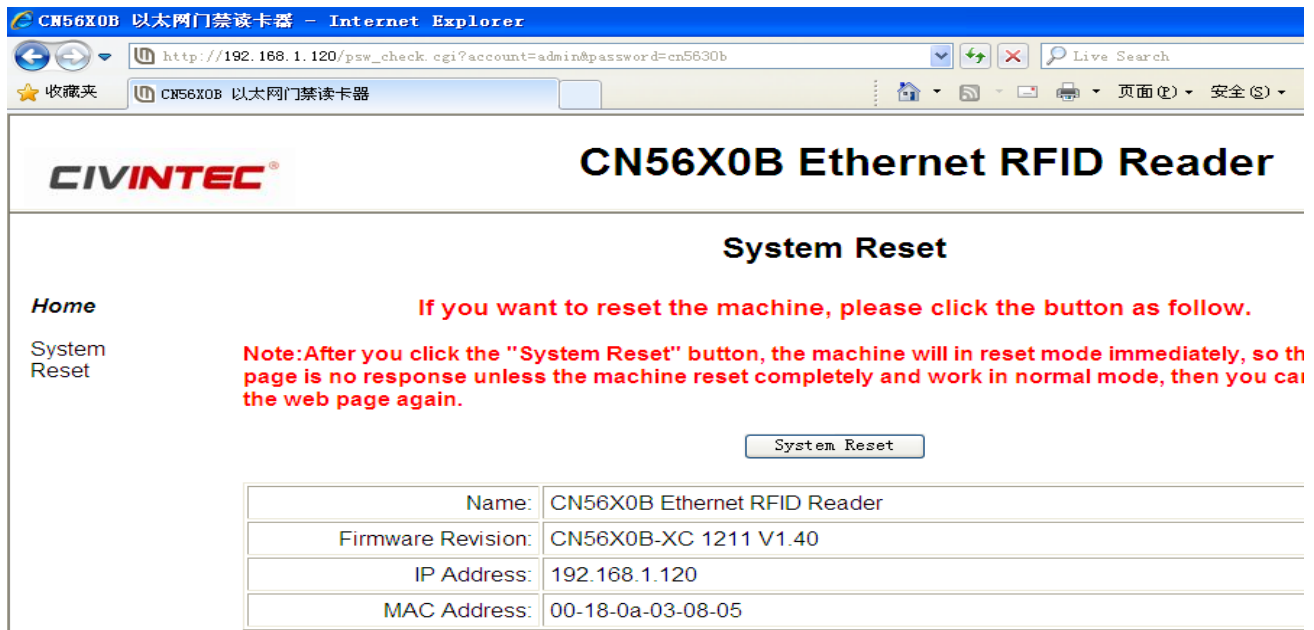 CN56X0B 以太网门禁读卡器 - Internet Explorer
http://192.168.1.120/psw_check.cgi?account=admin&password=cn5630b
Live Search
收藏夹
CN56X0B 以太网门禁读卡器
页面(P)
安全(S)
CIVINTEC®
CN56X0B Ethernet RFID Reader
System Reset
Home
If you want to reset the machine, please click the button as follow.
System
Reset
Note:After you click the "System Reset" button, the machine will in reset mode immediately, so th
page is no response unless the machine reset completely and work in normal mode, then you ca
the web page again.
System Reset
Name: CN56X0B Ethernet RFID Reader
Firmware Revision: CN56X0B-XC 1211 V1.40
IP Address: 192.168.1.120
MAC Address: 00-18-0a-03-08-05